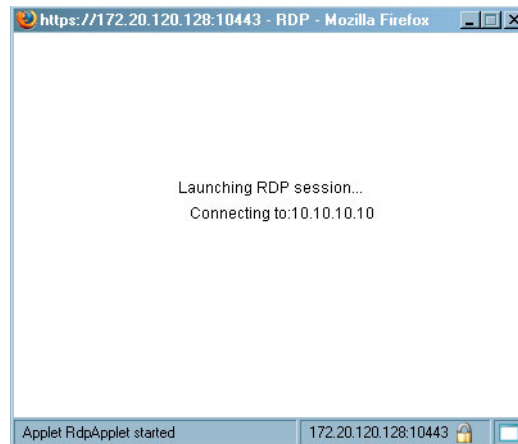 https://172.20.120.128:10443 - RDP - Mozilla Firefox
Launching RDP session...
Connecting to:10.10.10.10
Applet RdpApplet started
172.20.120.128:10443